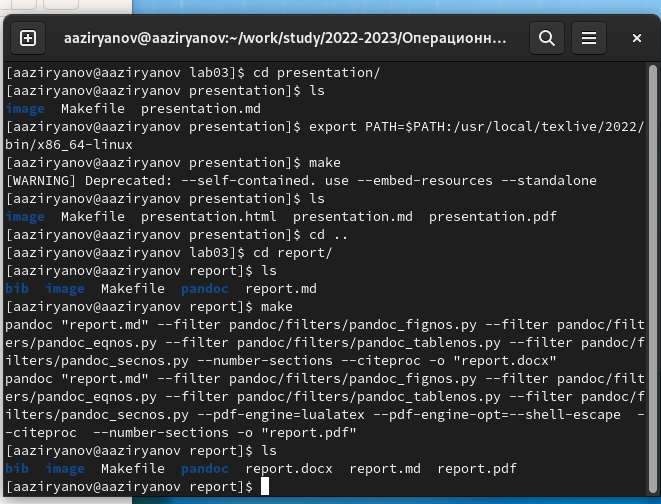 aaziryanov@aaziryanov:~/work/study/2022-2023/Операционн...
[aaziryanov@aaziryanov lab03]$ cd presentation/
[aaziryanov@aaziryanov presentation]$ ls
image  Makefile  presentation.md
[aaziryanov@aaziryanov presentation]$ export PATH=$PATH:/usr/local/texlive/2022/
bin/x86_64-linux
[aaziryanov@aaziryanov presentation]$ make
[WARNING] Deprecated: --self-contained. use --embed-resources --standalone
[aaziryanov@aaziryanov presentation]$ ls
image  Makefile  presentation.html  presentation.md  presentation.pdf
[aaziryanov@aaziryanov presentation]$ cd ..
[aaziryanov@aaziryanov lab03]$ cd report/
[aaziryanov@aaziryanov report]$ ls
bib  image  Makefile  pandoc  report.md
[aaziryanov@aaziryanov report]$ make
pandoc "report.md" --filter pandoc/filters/pandoc_fignos.py --filter pandoc/filt
ers/pandoc_eqnos.py --filter pandoc/filters/pandoc_tablenos.py --filter pandoc/f
ilters/pandoc_secnos.py --number-sections --citeproc -o "report.docx"
pandoc "report.md" --filter pandoc/filters/pandoc_fignos.py --filter pandoc/filt
ers/pandoc_eqnos.py --filter pandoc/filters/pandoc_tablenos.py --filter pandoc/f
ilters/pandoc_secnos.py --pdf-engine=lualatex --pdf-engine-opt=--shell-escape  -
-citeproc  --number-sections -o "report.pdf"
[aaziryanov@aaziryanov report]$ ls
bib  image  Makefile  pandoc  report.docx  report.md  report.pdf
[aaziryanov@aaziryanov report]$